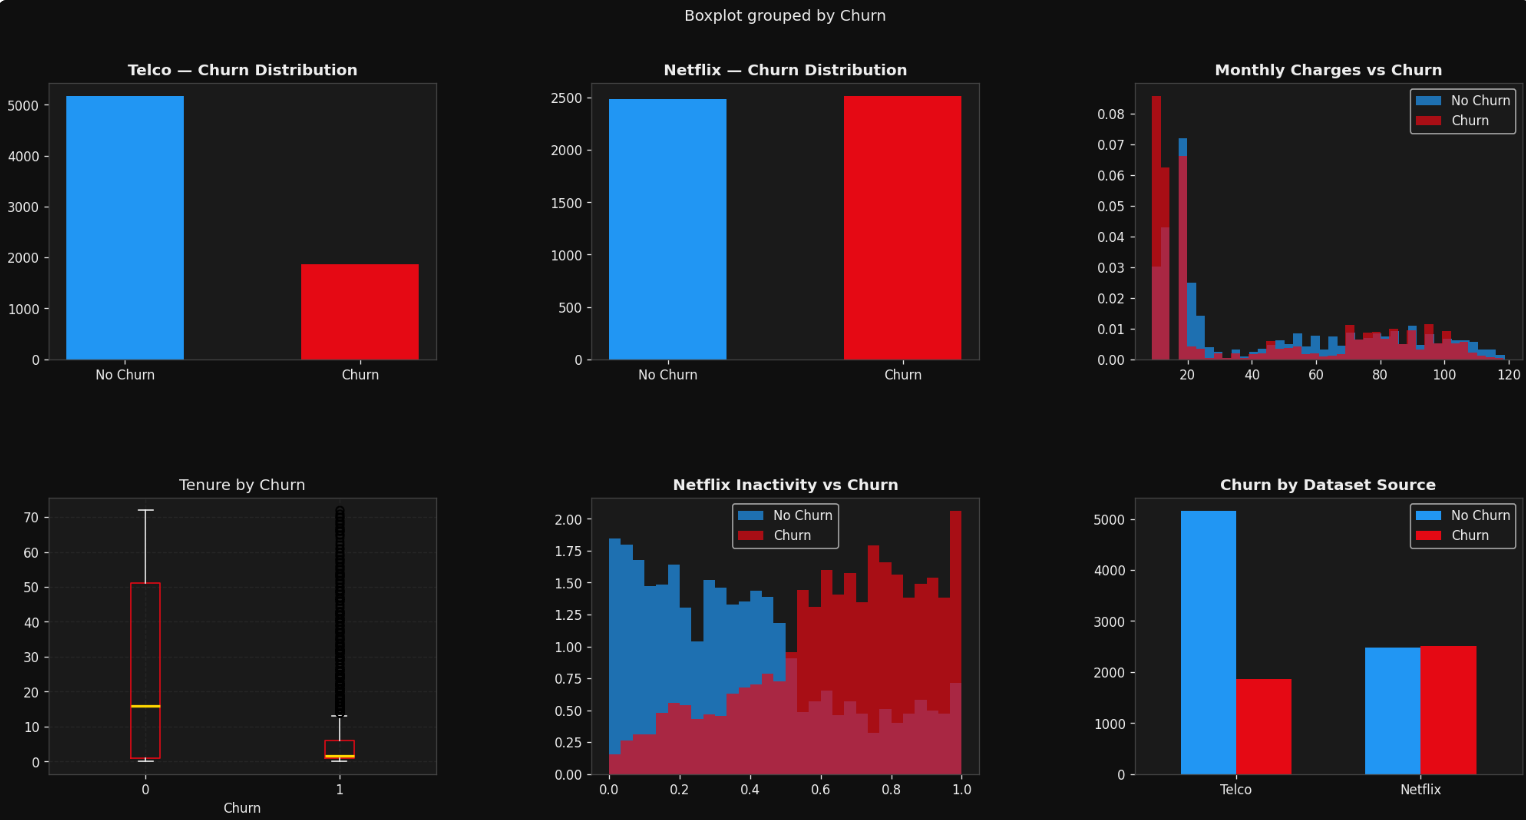 Boxplot grouped by Churn
Telco — Churn Distribution
5000
4000
3000
2000
1000
0
No Churn
Churn
Netflix — Churn Distribution
2500
2000
1500
1000
500
0
No Churn
Churn
Monthly Charges vs Churn
No Churn
Churn
0.08
0.07
0.06
0.05
0.04
0.03
0.02
0.01
0.00
20
40
60
80
100
120
Tenure by Churn
70
60
50
40
30
20
10
0
0
1
Churn
Netflix Inactivity vs Churn
No Churn
Churn
2.00
1.75
1.50
1.25
1.00
0.75
0.50
0.25
0.00
0.0
0.2
0.4
0.6
0.8
1.0
Churn by Dataset Source
No Churn
Churn
5000
4000
3000
2000
1000
0
Telco
Netflix